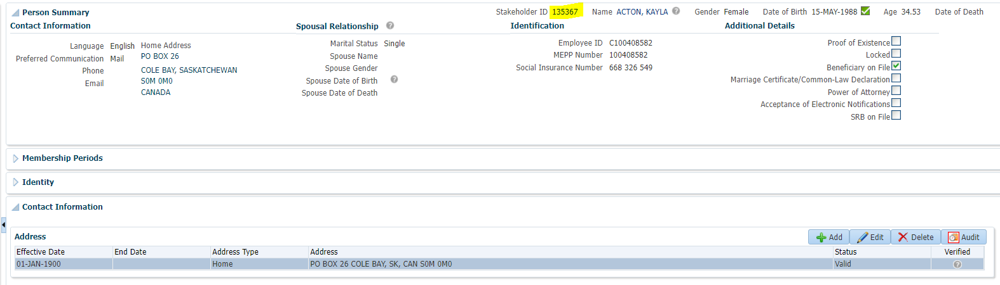 Person Summary Stakeholder ID 135367 Name ACTON, KAYLA Gender Female Date of Birth 15-MAY-1988 Age 34.53 Date of Death
Contact Information Spousal Relationship Identification Additional Details
Language English Home Address
Preferred Communication Mail PO BOX 26
Phone COLE BAY, SASKATCHEWAN
Email S0M 0M0
CANADA
Marital Status Single
Spouse Name
Spouse Gender
Spouse Date of Birth
Spouse Date of Death
Employee ID C100408582
MEPP Number 100408582
Social Insurance Number 668 326 549
Proof of Existence
Locked
Beneficiary on File
Marriage Certificate/Common-Law Declaration
Power of Attorney
Acceptance of Electronic Notifications
SRB on File
Membership Periods
Identity
Contact Information
Address Add Edit Delete Audit
Effective Date End Date Address Type Address Status Verified
01-JAN-1900 Home PO BOX 26 COLE BAY, SK, CAN S0M 0M0 Valid